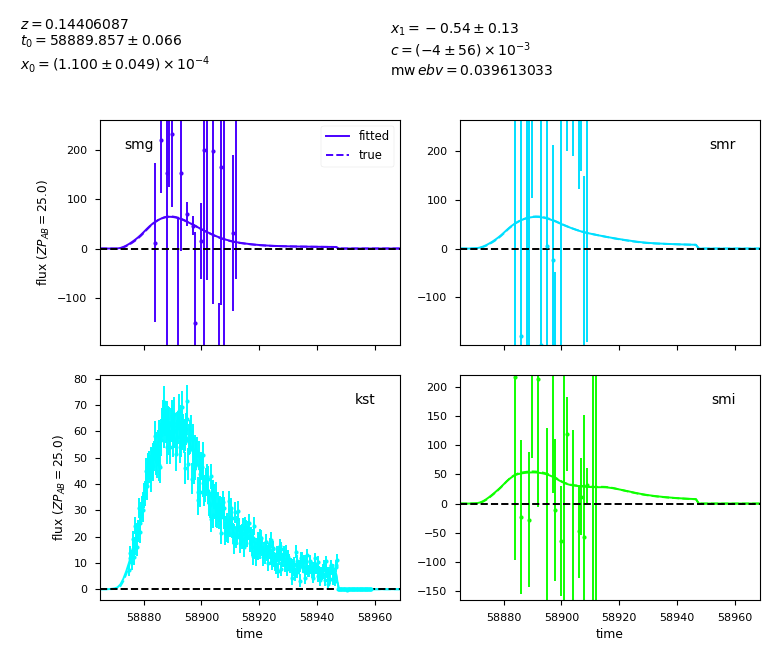 z = 0.14406087
t₀ = 58889.857 ± 0.066
x₀ = (1.100 ± 0.049) × 10⁻⁴
x₁ = −0.54 ± 0.13
c = (−4 ± 56) × 10⁻³
mw ebv = 0.039613033
smg
fitted
true
200
100
0
−100
flux (ZP_AB = 25.0)
smr
200
100
0
−100
kst
80
70
60
50
40
30
20
10
0
flux (ZP_AB = 25.0)
58880 58900 58920 58940 58960
time
smi
200
150
100
50
0
−50
−100
−150
58880 58900 58920 58940 58960
time